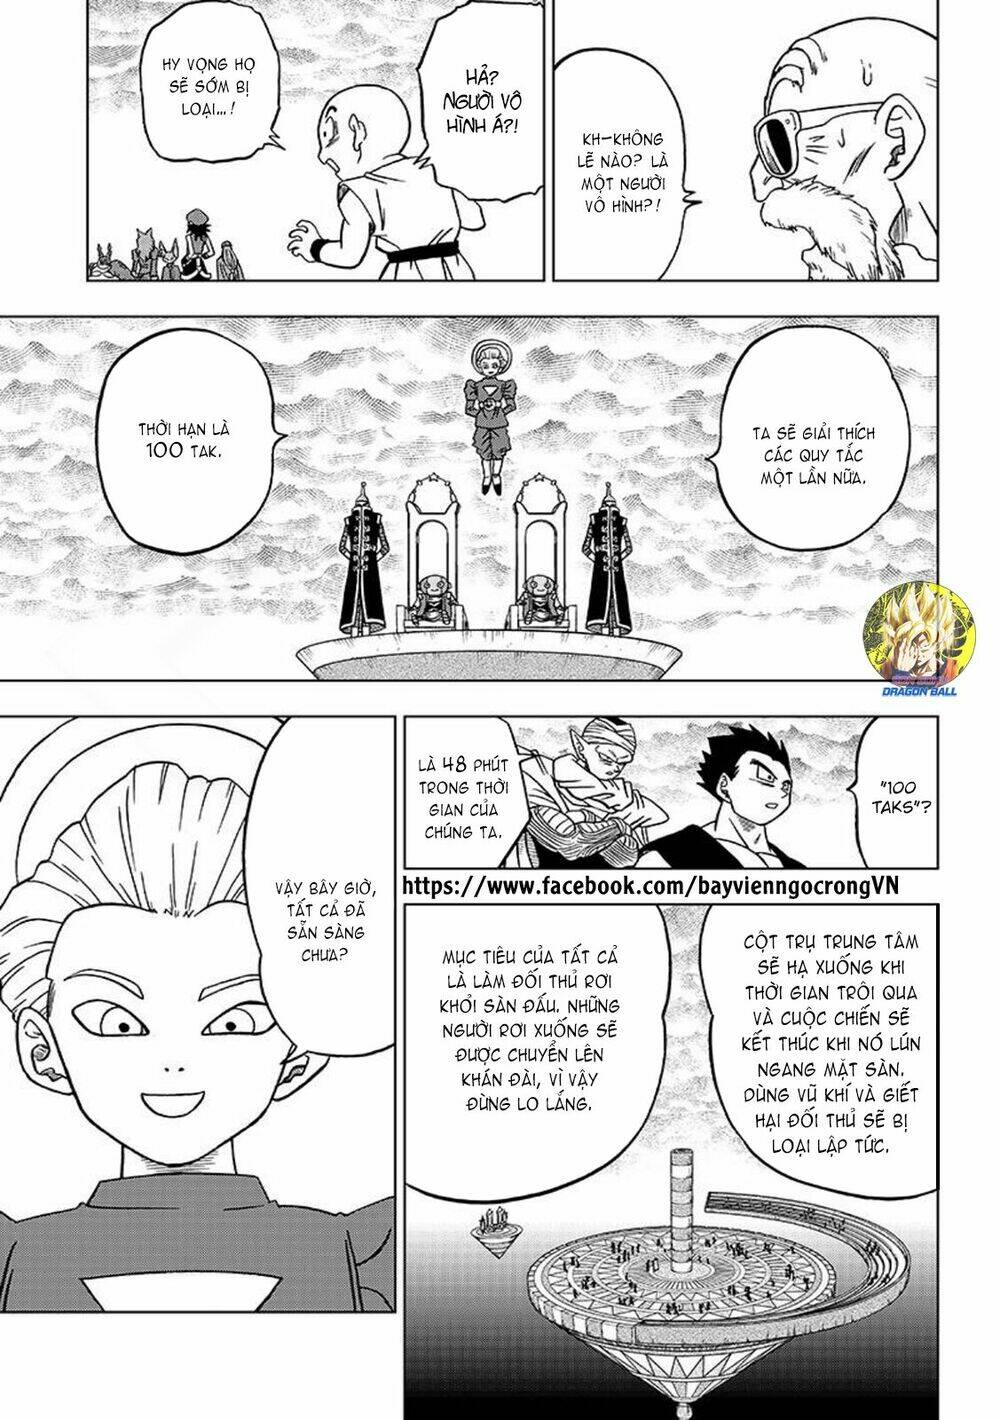 KH-KHÔNG
LẼ NÀO? LÀ
MỘT NGƯỜI
VÔ HÌNH?!
HẢ?
NGƯỜI VÔ
HÌNH Á?!
HY VỌNG HỌ
SẼ SỚM BỊ
LOẠI...!
TA SẼ GIẢI THÍCH
CÁC QUY TẮC
MỘT LẦN NỮA.
THỜI HẠN LÀ
100 TAK.
DRAGON BALL
"100
TAKS"?
LÀ 48 PHÚT
TRONG THỜI
GIAN CỦA
CHÚNG TA.
https://www.facebook.com/bayvienngocrongVN
CỘT TRỤ TRUNG TÂM
SẼ HẠ XUỐNG KHI
THỜI GIAN TRÔI QUA
VÀ CUỘC CHIẾN SẼ
KẾT THÚC KHI NÓ LÚN
NGANG MẶT SÀN.
DÙNG VŨ KHÍ VÀ GIẾT
HẠI ĐỐI THỦ SẼ BỊ
LOẠI LẬP TỨC.
MỤC TIÊU CỦA TẤT CẢ
LÀ LÀM ĐỐI THỦ RƠI
KHỎI SÀN ĐẤU. NHỮNG
NGƯỜI RƠI XUỐNG SẼ
ĐƯỢC CHUYỂN LÊN
KHÁN ĐÀI, VÌ VẬY
ĐỪNG LO LẮNG.
VẬY BÂY GIỜ,
TẤT CẢ ĐÃ
SẴN SÀNG
CHƯA?